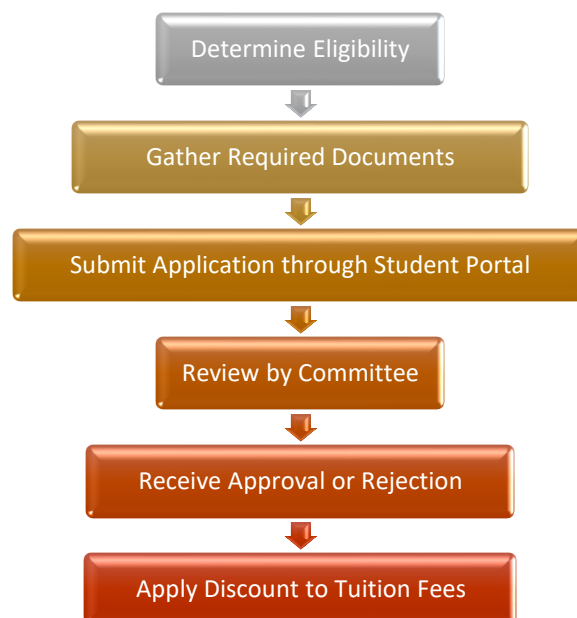 Determine Eligibility
Gather Required Documents
Submit Application through Student Portal
Review by Committee
Receive Approval or Rejection
Apply Discount to Tuition Fees